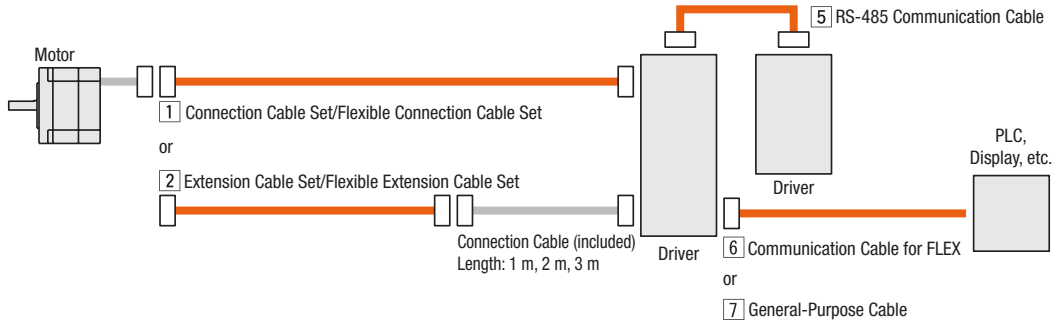 5 RS-485 Communication Cable
Motor
1 Connection Cable Set/Flexible Connection Cable Set
or
2 Extension Cable Set/Flexible Extension Cable Set
Connection Cable (included)
Length: 1 m, 2 m, 3 m
Driver
Driver
PLC,
Display, etc.
6 Communication Cable for FLEX
or
7 General-Purpose Cable